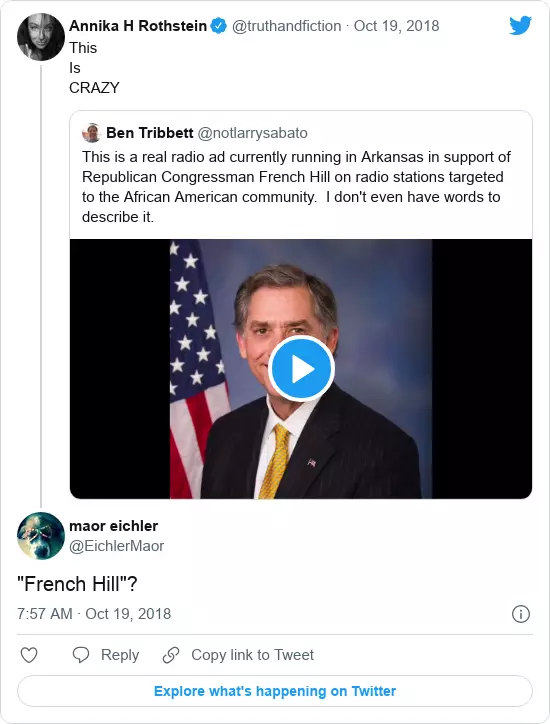 Annika H Rothstein @truthandfiction · Oct 19, 2018
This
Is
CRAZY
Ben Tribbett @notlarrysabato
This is a real radio ad currently running in Arkansas in support of
Republican Congressman French Hill on radio stations targeted
to the African American community.  I don't even have words to
describe it.
maor eichler
@EichlerMaor
"French Hill"?
7:57 AM · Oct 19, 2018
Reply
Copy link to Tweet
Explore what's happening on Twitter